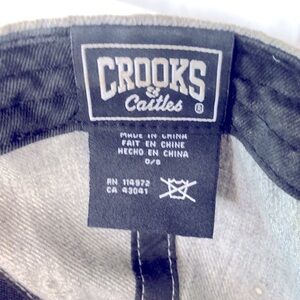 CROOKS
&
Castles ®
MADE IN CHINA
FAIT EN CHINE
HECHO EN CHINA
O/S
RN 114972
CA 43041